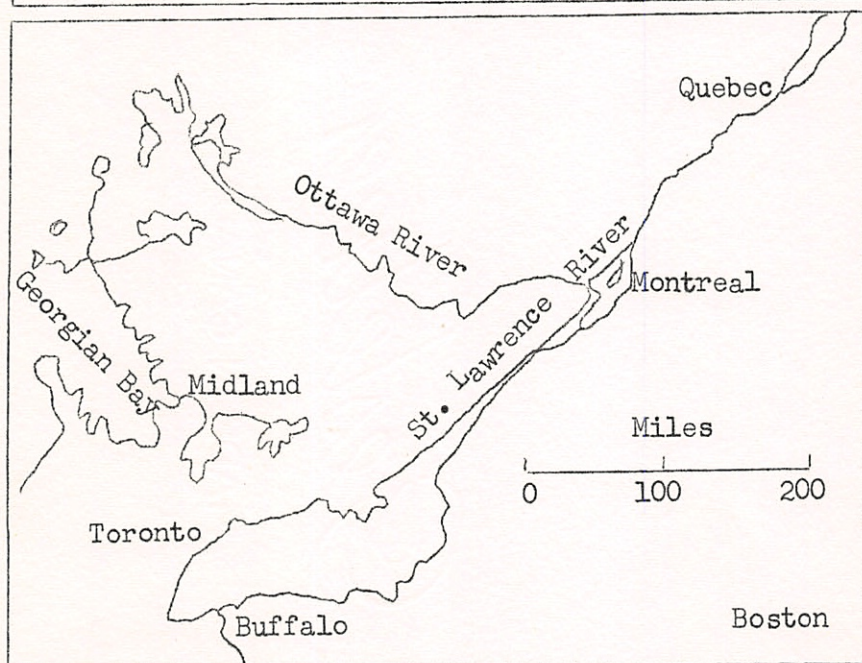 Quebec
Ottawa River
St. Lawrence River
Montreal
Georgian Bay
Midland
Miles
0 100 200
Toronto
Buffalo
Boston